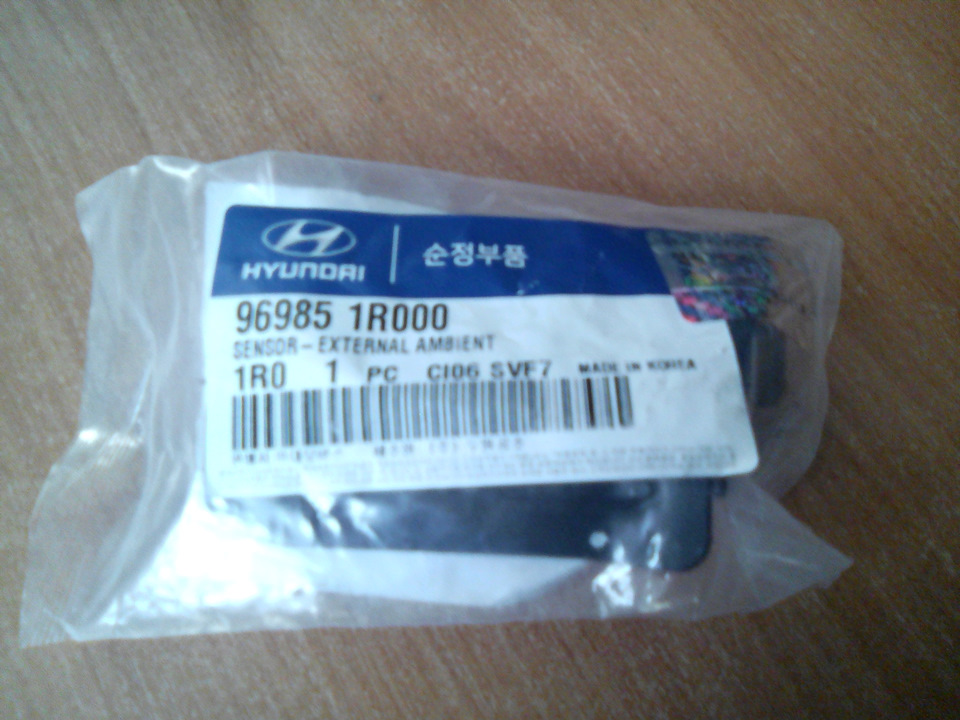 HYUNDAI
순정부품
96985 1R000
SENSOR-EXTERNAL AMBIENT
1R0 1 PC CI06 SVF7 MADE IN KOREA